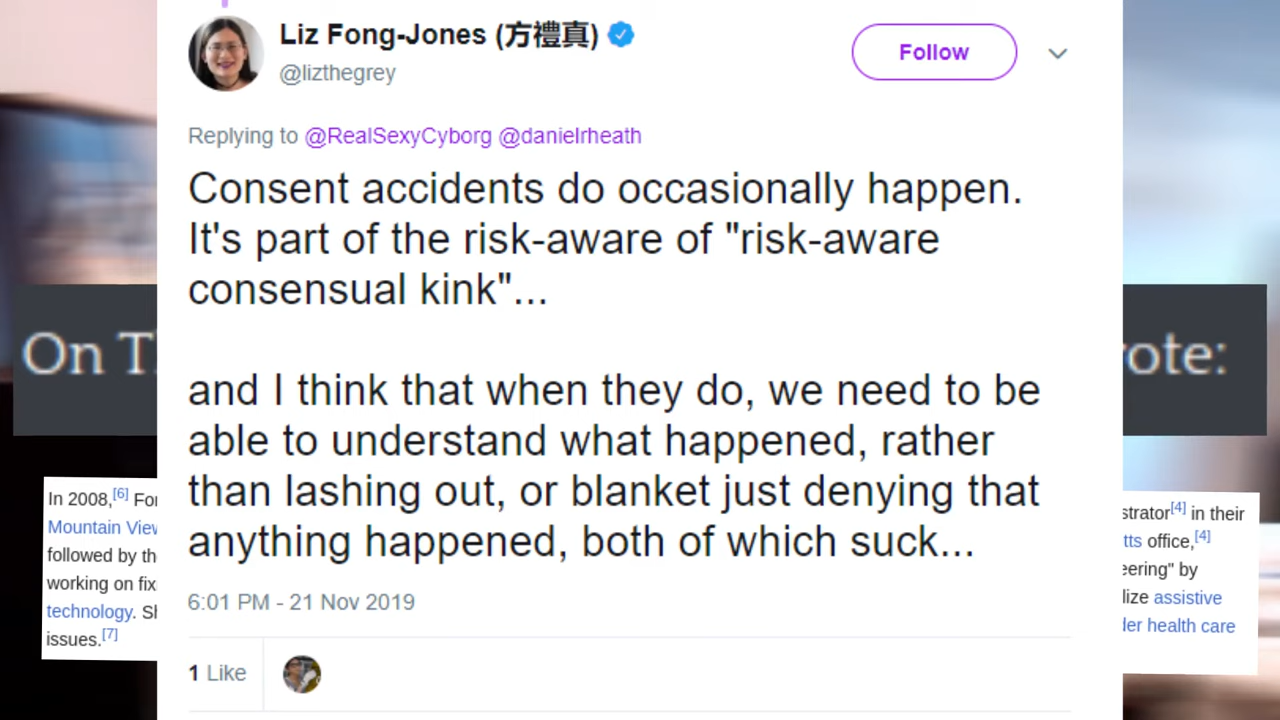 Liz Fong-Jones (方禮真)
@lizthegrey
Follow
Replying to @RealSexyCyborg @danielrheath
Consent accidents do occasionally happen.
It's part of the risk-aware of "risk-aware
consensual kink"...
and I think that when they do, we need to be
able to understand what happened, rather
than lashing out, or blanket just denying that
anything happened, both of which suck...
6:01 PM - 21 Nov 2019
1 Like
On T
ote:
In 2008,[6] For
Mountain View
followed by th
working on fix
technology. Sh
issues.[7]
strator[4] in their
tts office,[4]
eering" by
lize assistive
der health care